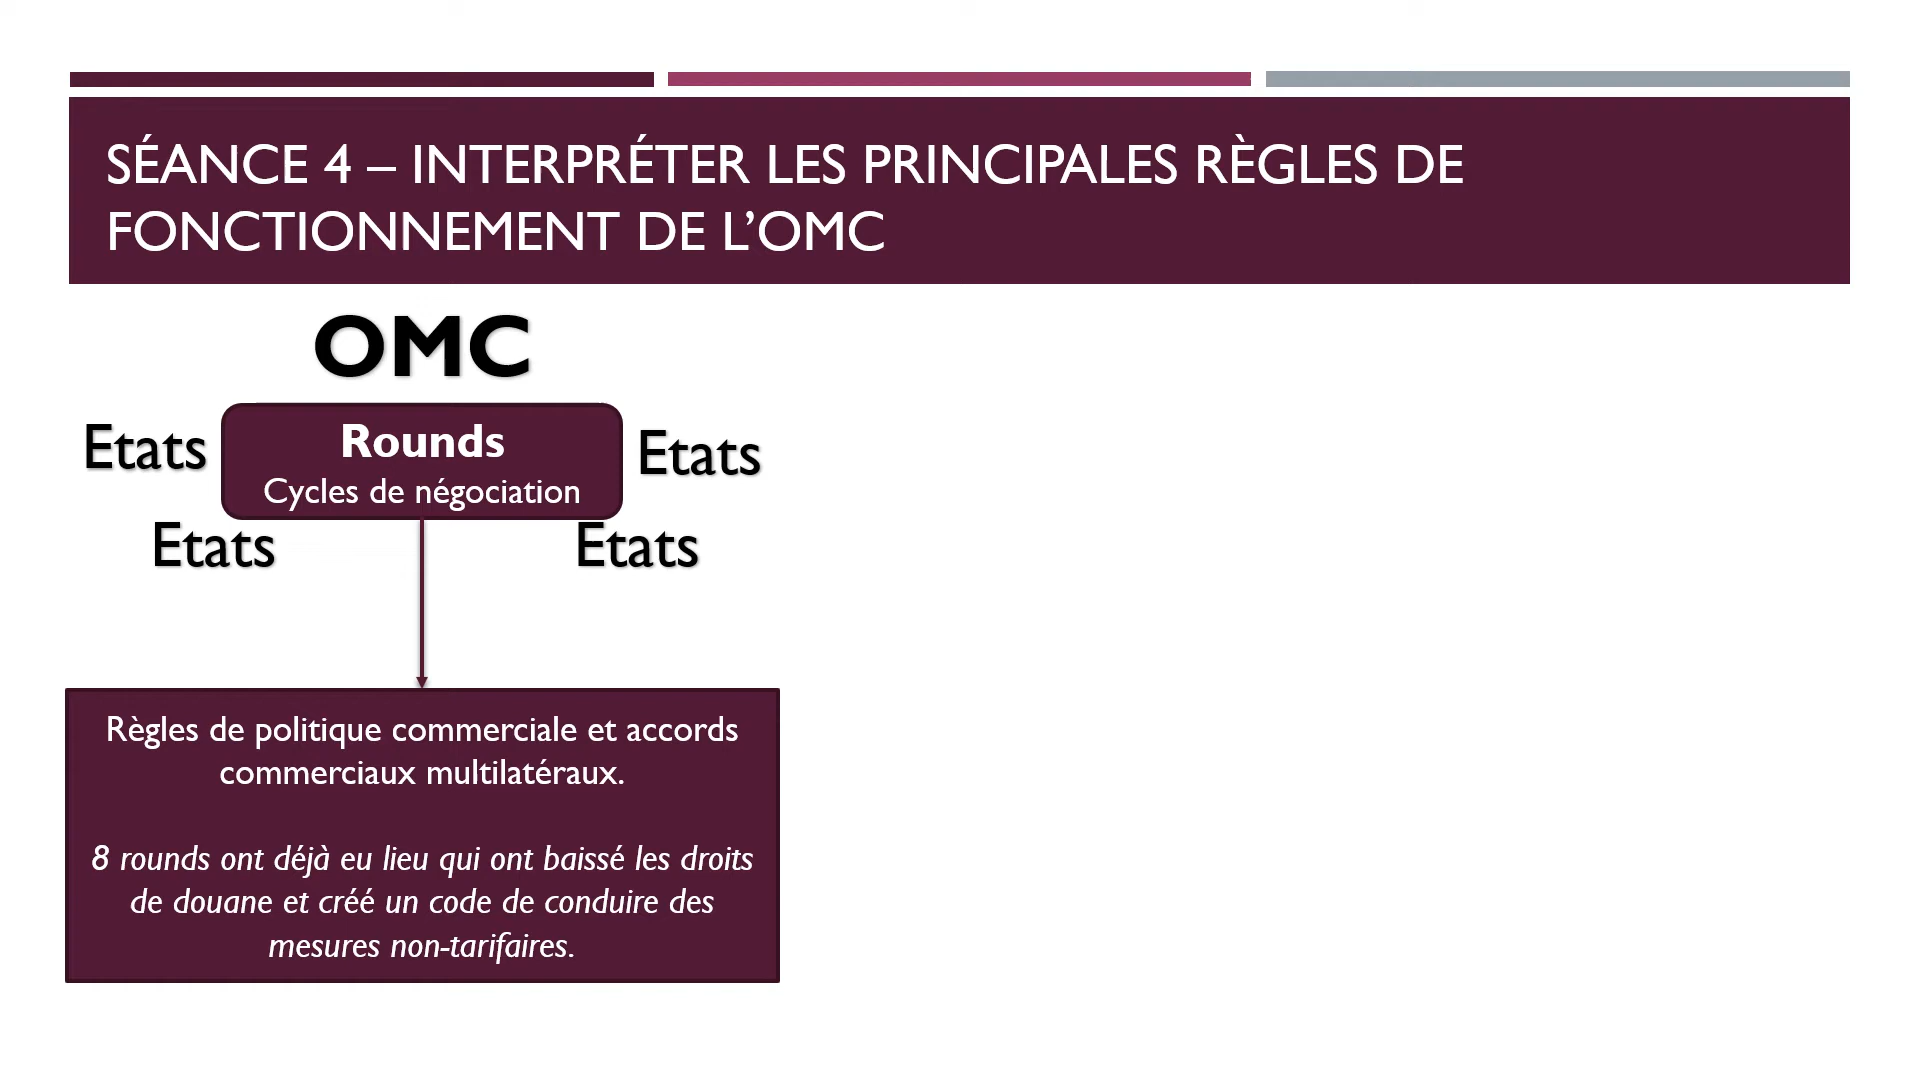 SÉANCE 4 – INTERPRÉTER LES PRINCIPALES RÈGLES DE
FONCTIONNEMENT DE L’OMC
OMC
Etats
Rounds
Cycles de négociation
Etats
Etats
Etats
Règles de politique commerciale et accords
commerciaux multilatéraux.
8 rounds ont déjà eu lieu qui ont baissé les droits
de douane et créé un code de conduire des
mesures non-tarifaires.